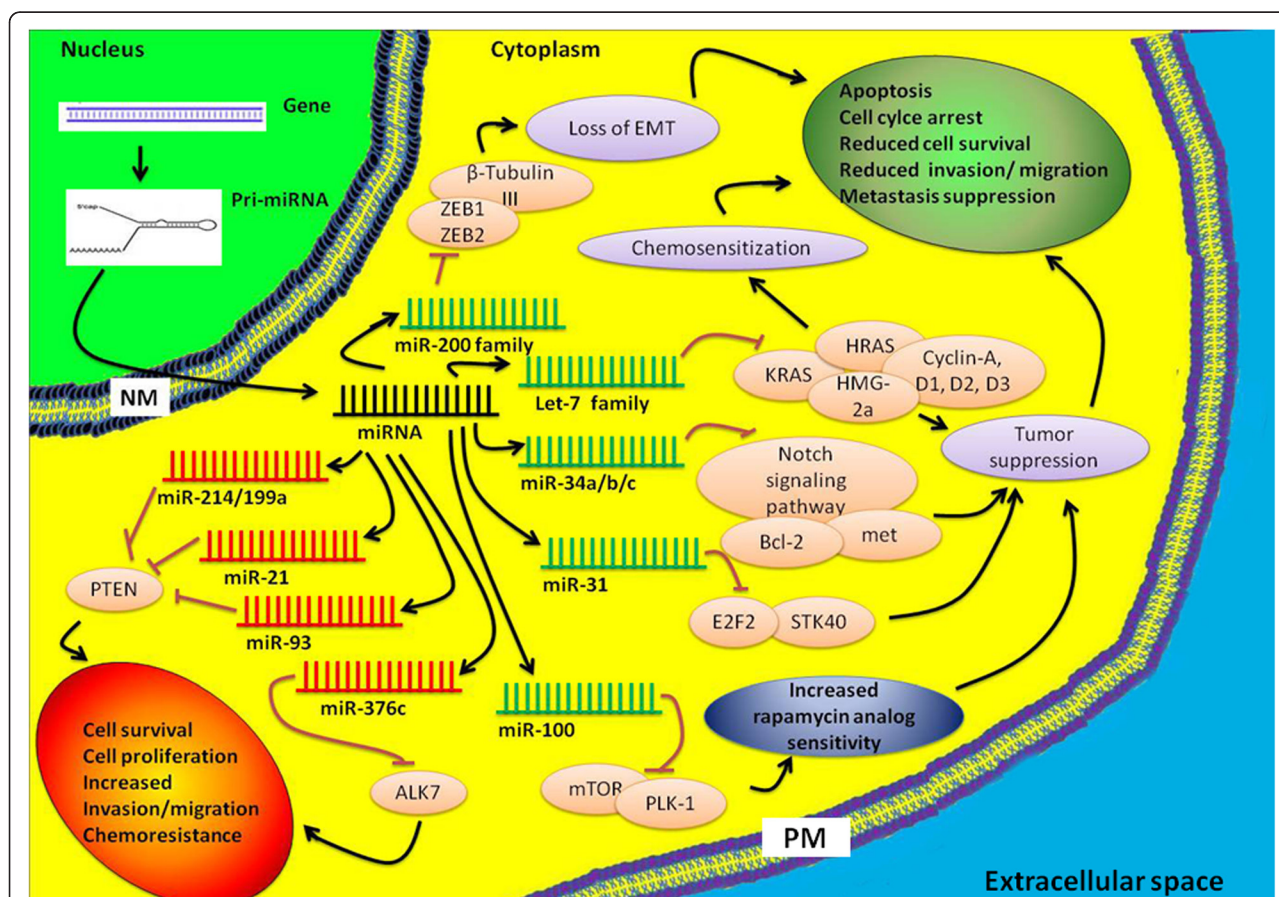 Nucleus
Cytoplasm
Gene
Pri-miRNA
5'cap
Loss of EMT
β-Tubulin
III
ZEB1
ZEB2
Apoptosis
Cell cylce arrest
Reduced cell survival
Reduced invasion/ migration
Metastasis suppression
Chemosensitization
miR-200 family
NM
miRNA
Let-7 family
KRAS
HRAS
HMG-
2a
Cyclin-A,
D1, D2, D3
miR-34a/b/c
Notch
signaling
pathway
Bcl-2
met
Tumor
suppression
miR-214/199a
miR-21
miR-31
PTEN
miR-93
E2F2
STK40
miR-376c
miR-100
Increased
rapamycin analog
sensitivity
Cell survival
Cell proliferation
Increased
Invasion/migration
Chemoresistance
ALK7
mTOR
PLK-1
PM
Extracellular space